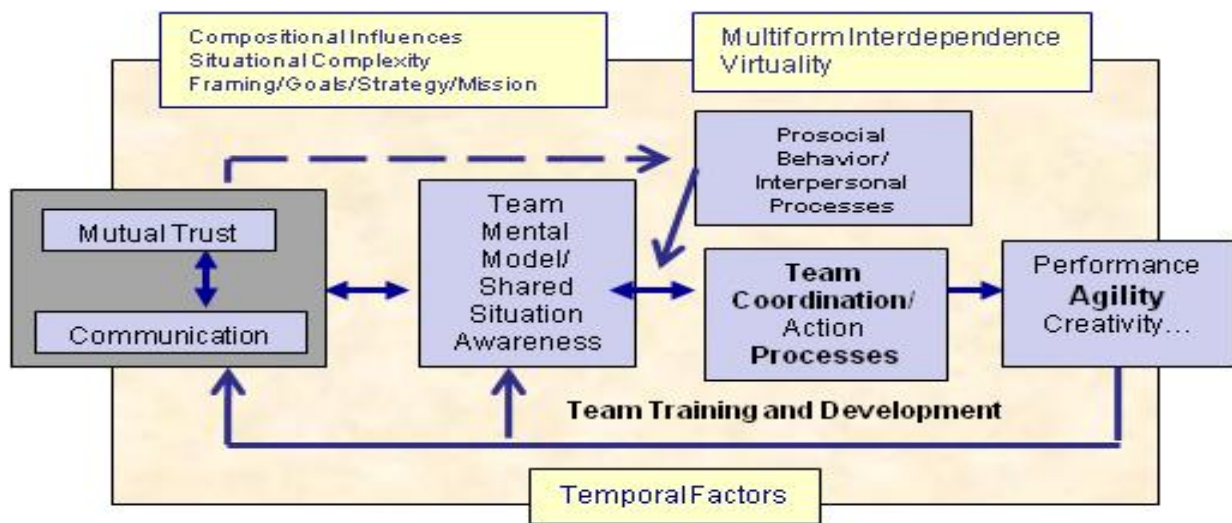 Compositional Influences
Situational Complexity
Framing/Goals/Strategy/Mission
Multiform Interdependence
Virtuality
Prosocial
Behavior/
Interpersonal
Processes
Mutual Trust
Communication
Team
Mental
Model/
Shared
Situation
Awareness
Team
Coordination/
Action
Processes
Performance
Agility
Creativity...
Team Training and Development
Temporal Factors